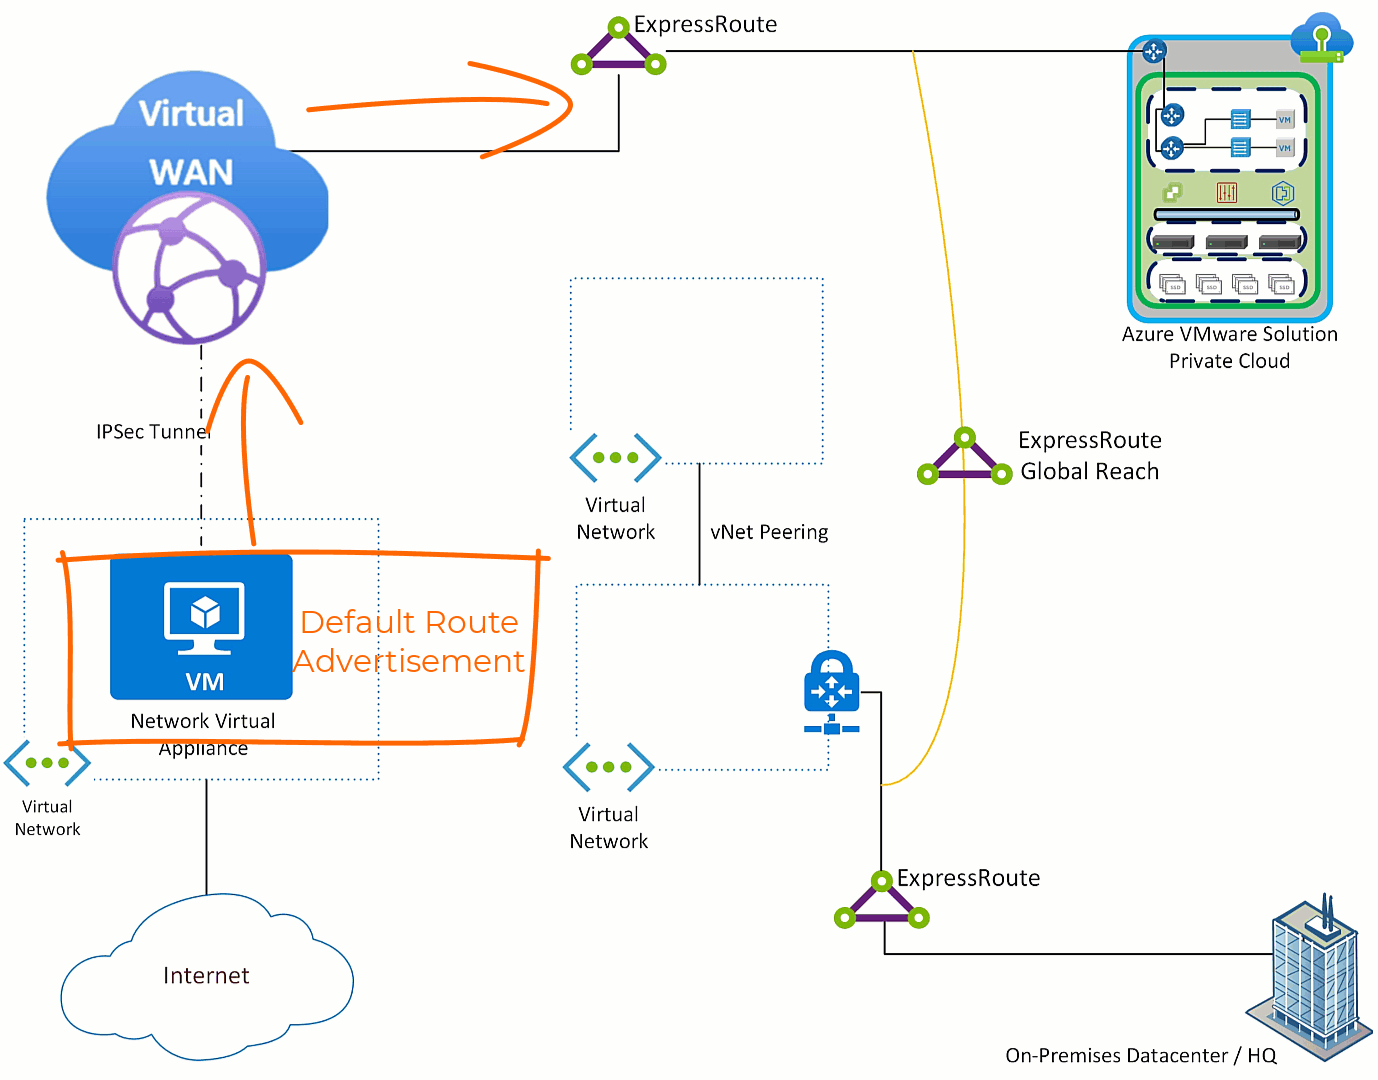 ExpressRoute
Virtual
WAN
VM
VM
SSD
SSD
SSD
SSD
Azure VMware Solution
Private Cloud
IPSec Tunnel
ExpressRoute
Global Reach
Virtual
Network
vNet Peering
Default Route
Advertisement
VM
Network Virtual
Appliance
Virtual
Network
Virtual
Network
ExpressRoute
Internet
On-Premises Datacenter / HQ